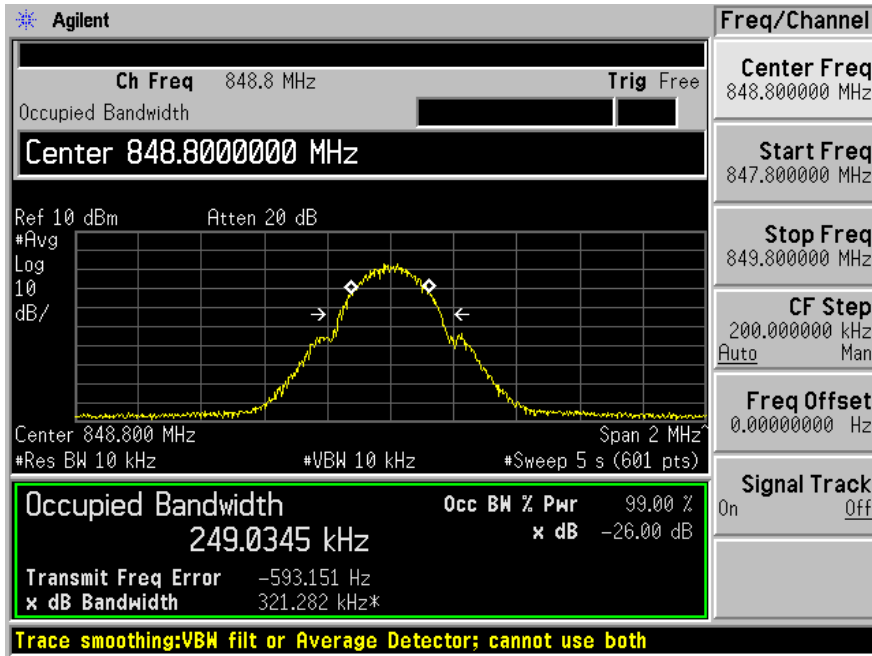 Agilent
Freq/Channel
Ch Freq 848.8 MHz Trig Free
Occupied Bandwidth
Center 848.8000000 MHz
Ref 10 dBm Atten 20 dB
#Avg
Log
10
dB/
Center 848.800 MHz Span 2 MHz^
#Res BW 10 kHz #VBW 10 kHz #Sweep 5 s (601 pts)
Occupied Bandwidth
249.0345 kHz
Occ BW % Pwr 99.00 %
x dB -26.00 dB
Transmit Freq Error -593.151 Hz
x dB Bandwidth 321.282 kHz*
Trace smoothing:VBW filt or Average Detector; cannot use both
Center Freq
848.800000 MHz
Start Freq
847.800000 MHz
Stop Freq
849.800000 MHz
CF Step
200.000000 kHz
Auto Man
Freq Offset
0.00000000 Hz
Signal Track
On Off